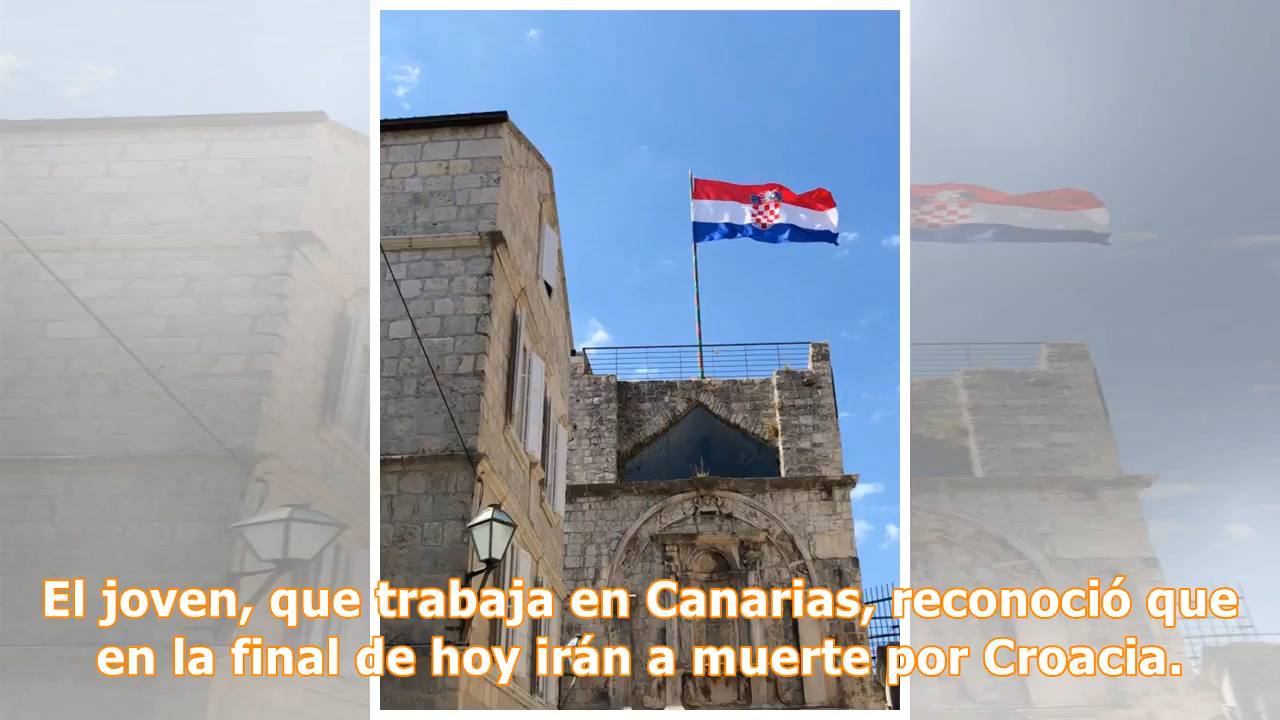 El joven, que trabaja en Canarias, reconoció que
en la final de hoy irán a muerte por Croacia.